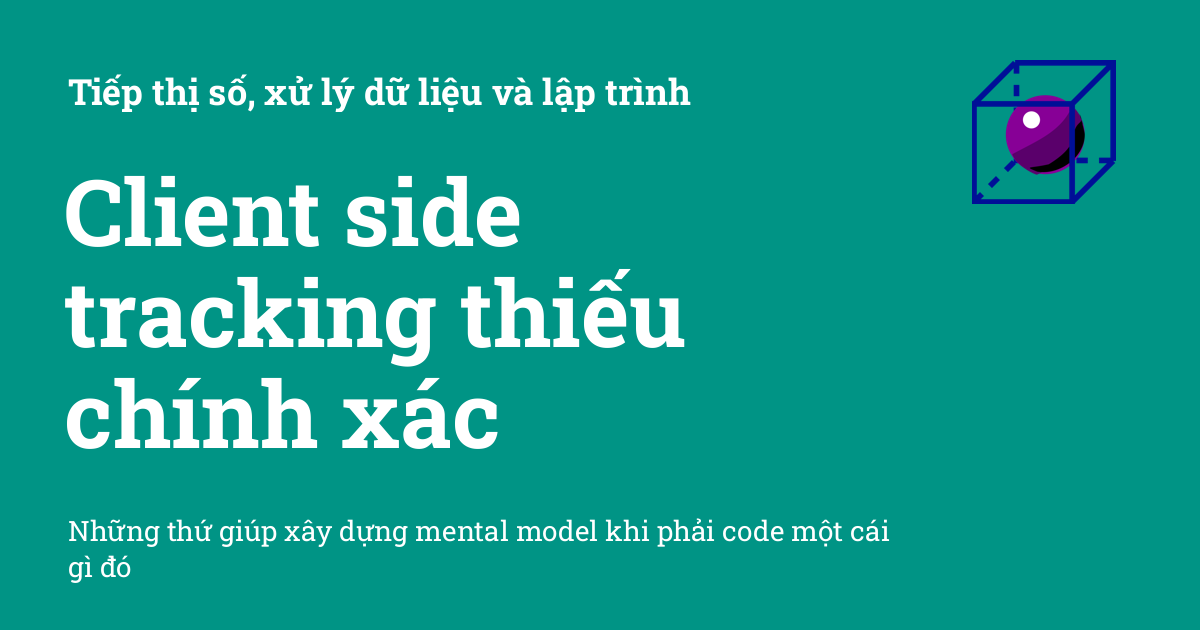 Tiếp thị số, xử lý dữ liệu và lập trình
Client side
tracking thiếu
chính xác
Những thứ giúp xây dựng mental model khi phải code một cái
gì đó